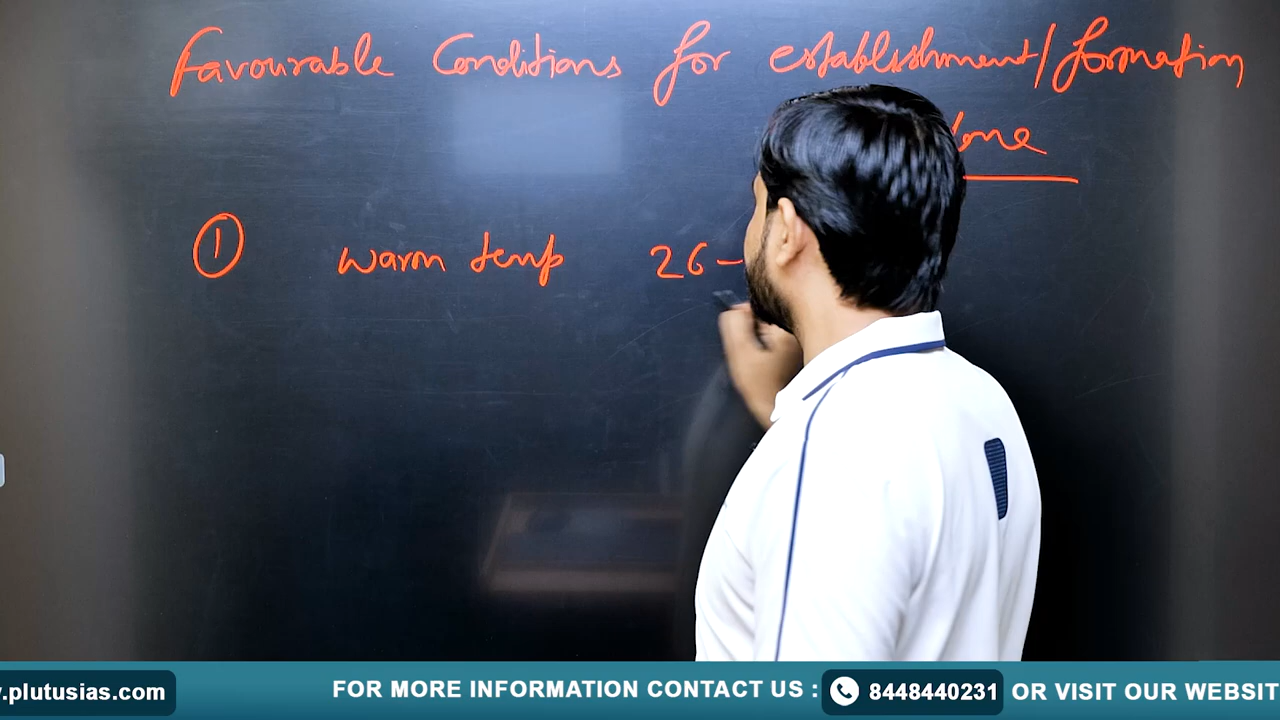 Favourable Conditions for establishment/formation
① warm temp 26-
.plutusias.com FOR MORE INFORMATION CONTACT US : 8448440231 OR VISIT OUR WEBSIT